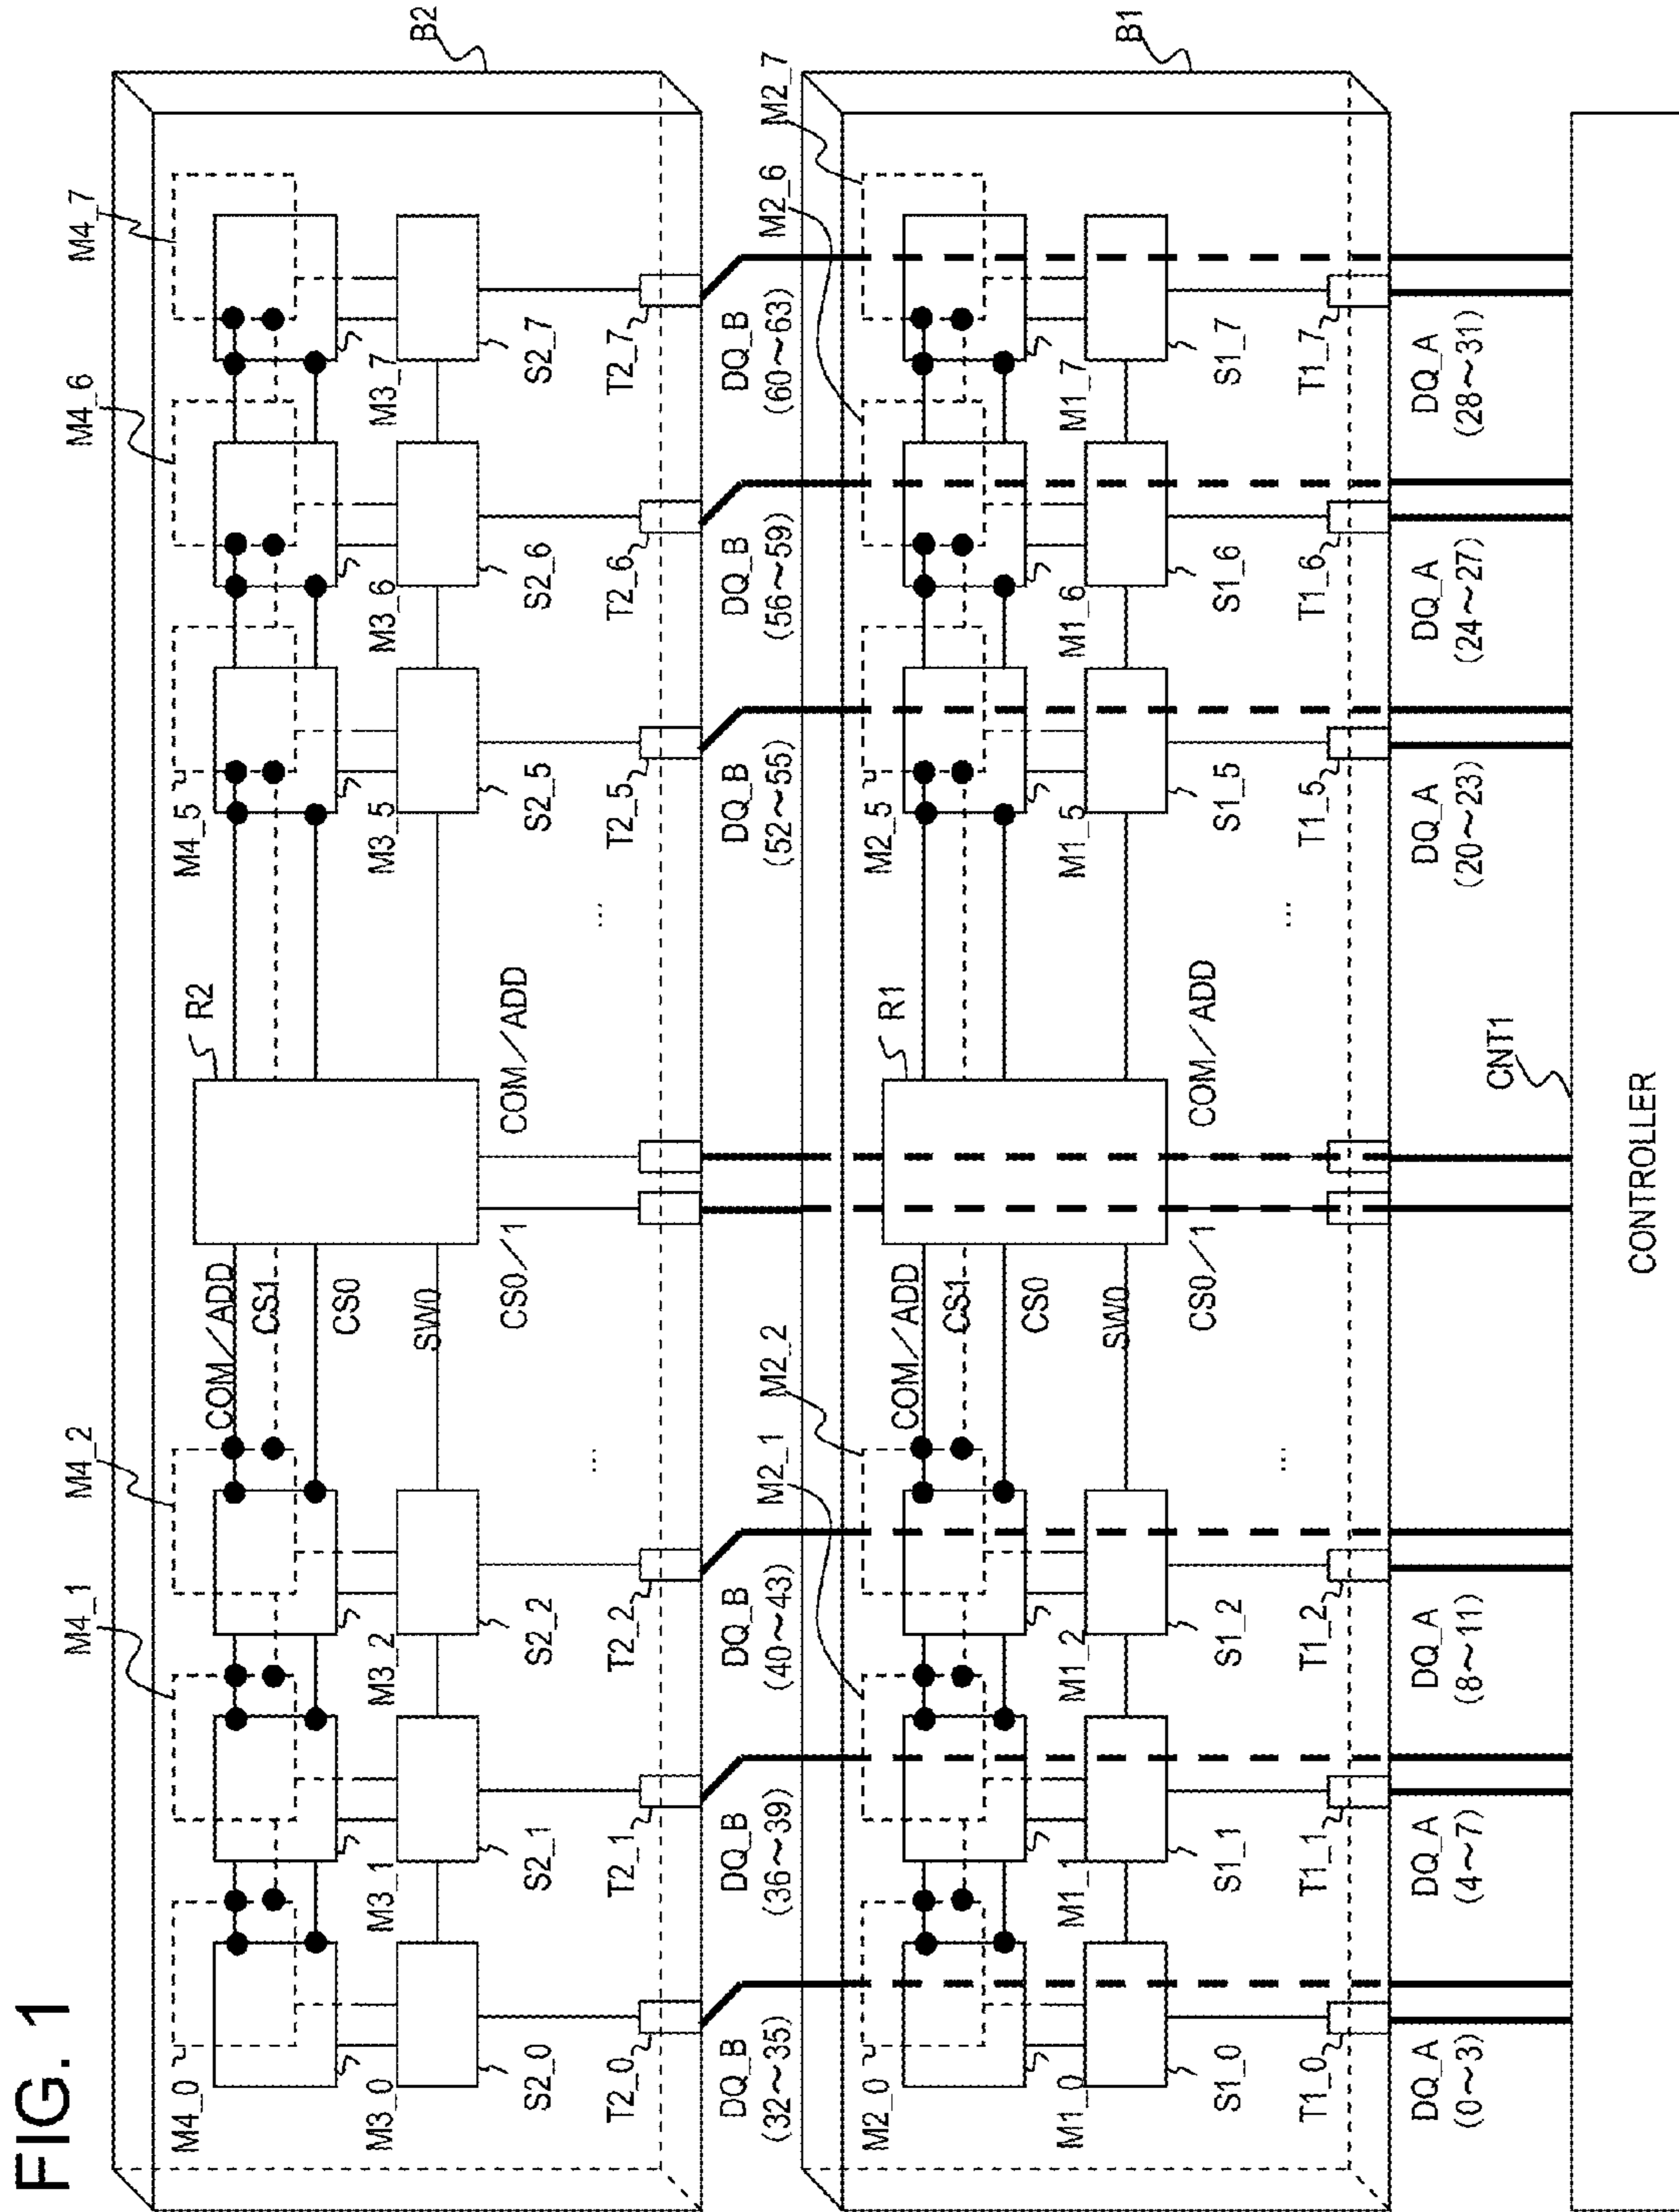 FIG. 1
M4_1
M4_2
M4_6
M4_7
B2
M4_0
M4_5
R2
COM/ADD
CS1
CS0
SW0
M3_0
M3_1
M3_2
M3_5
M3_6
M3_7
CS0/1
COM/ADD
S2_0
S2_1
S2_2
...
...
S2_5
S2_6
S2_7
T2_0
T2_1
T2_2
T2_5
T2_6
T2_7
DQ_B
(32~35)
DQ_B
(36~39)
DQ_B
(40~43)
DQ_B
(52~55)
DQ_B
(56~59)
DQ_B
(60~63)
M2_1
M2_2
M2_6
M2_7
B1
M2_0
M2_5
R1
COM/ADD
CS1
CS0
SW0
M1_0
M1_1
M1_2
M1_5
M1_6
M1_7
CS0/1
COM/ADD
S1_0
S1_1
S1_2
...
...
S1_5
S1_6
S1_7
T1_0
T1_1
T1_2
T1_5
T1_6
T1_7
DQ_A
(0~3)
DQ_A
(4~7)
DQ_A
(8~11)
DQ_A
(20~23)
DQ_A
(24~27)
DQ_A
(28~31)
CNT1
CONTROLLER